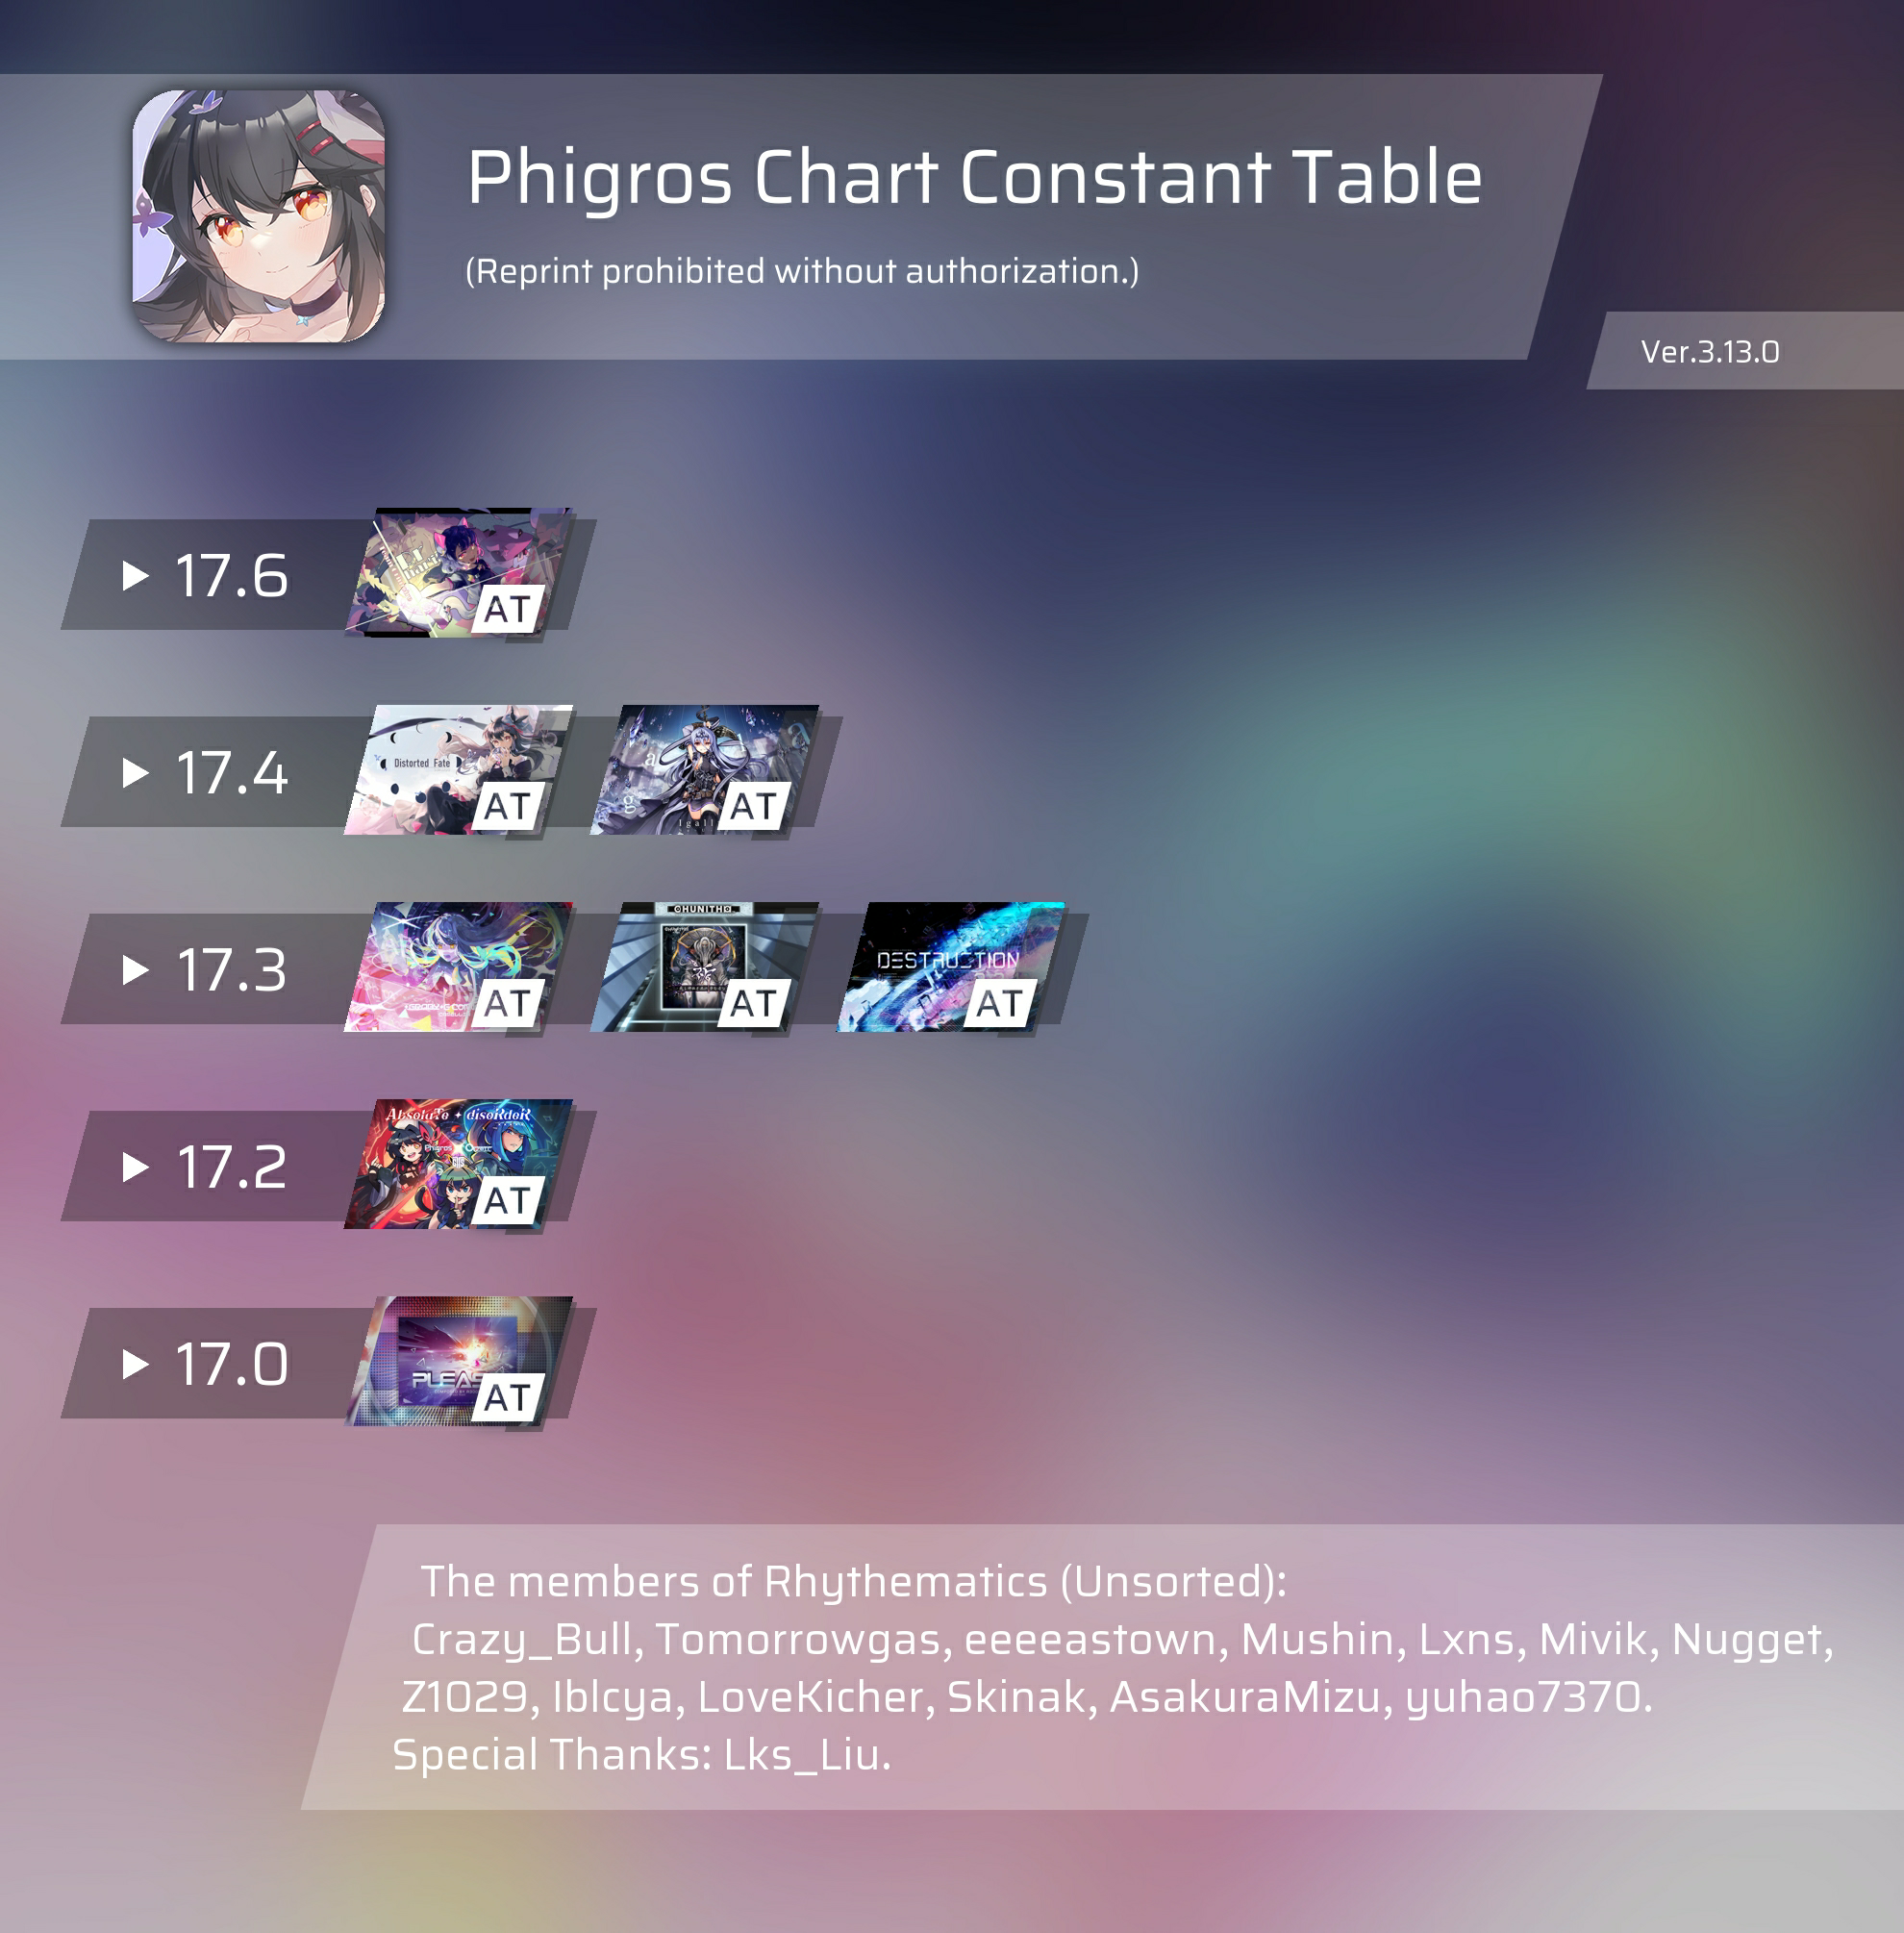 Phigros Chart Constant Table
(Reprint prohibited without authorization.)
Ver.3.13.0
17.6
AT
17.4
Distorted Fate
AT
a
g
AT
17.3
AT
AT
DESTRUCTION
AT
17.2
AbsoluTe disoRdeR
Phigros
AT
17.0
AT
The members of Rhythematics (Unsorted):
Crazy_Bull, Tomorrowgas, eeeeastown, Mushin, Lxns, Mivik, Nugget,
Z1029, Iblcya, LoveKicher, Skinak, AsakuraMizu, yuhao7370.
Special Thanks: Lks_Liu.